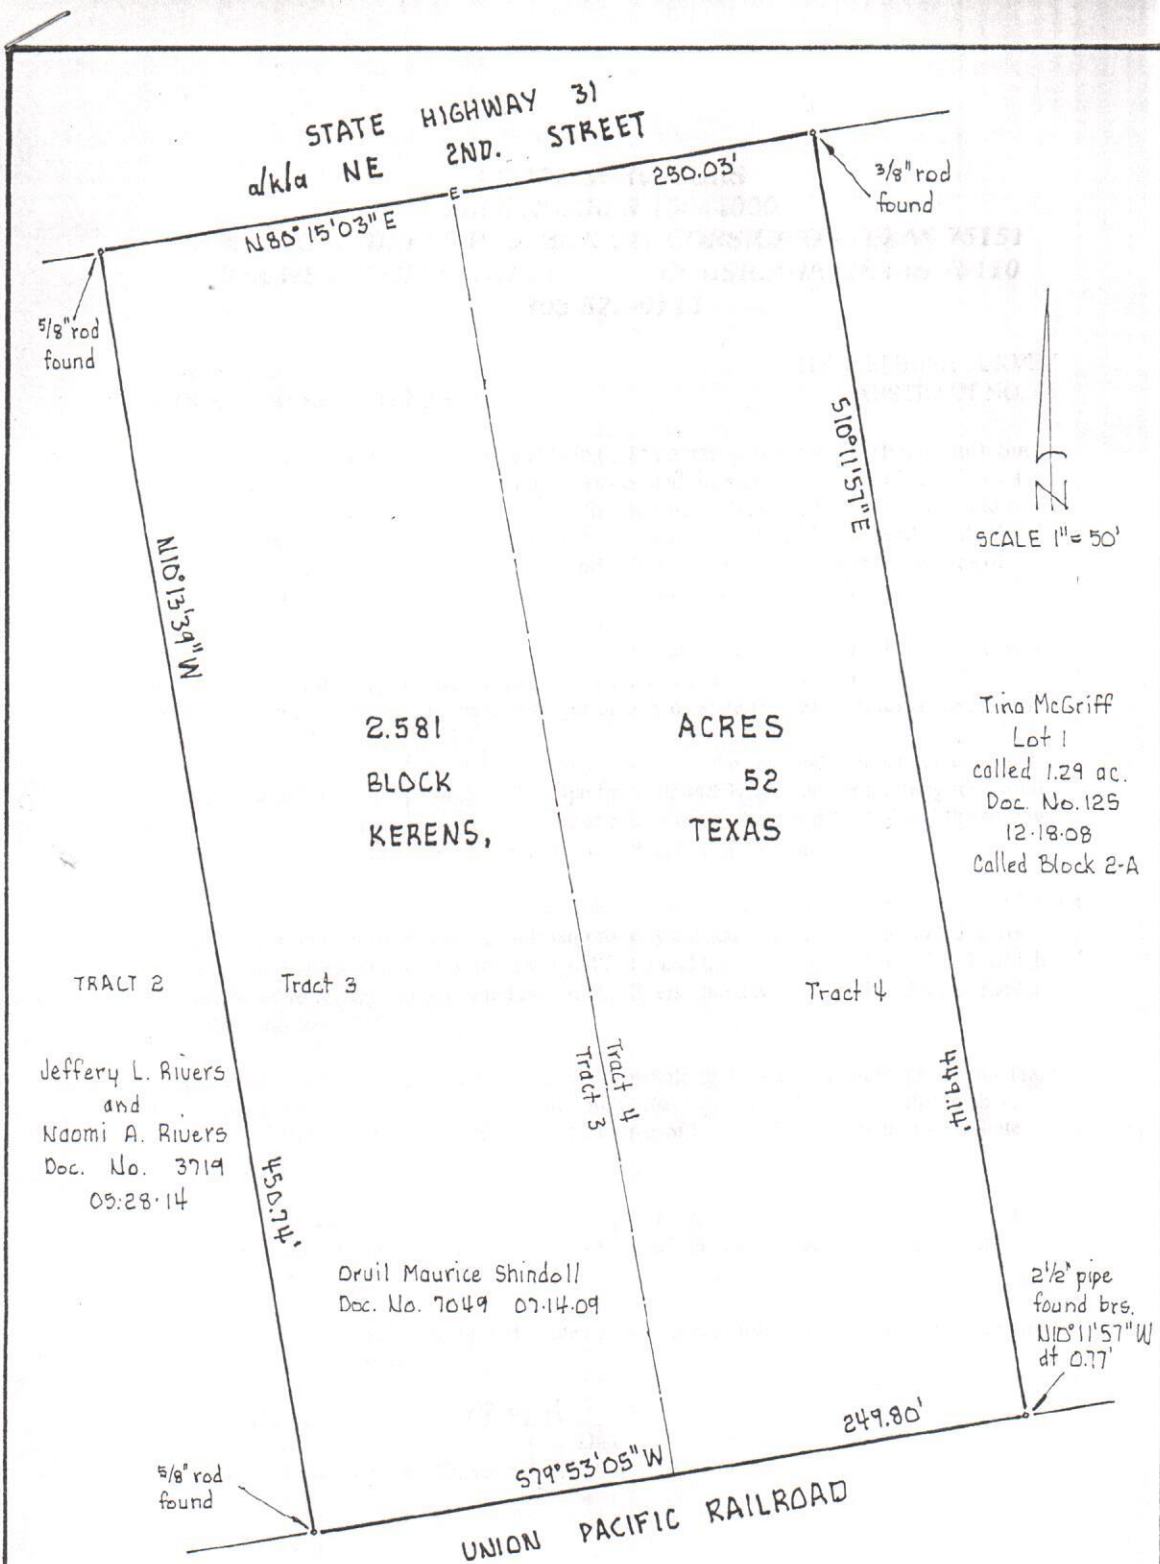 STATE HIGHWAY 31
a/k/a NE 2ND. STREET
N80°15'03"E
E
250.03'
3/8" rod
found
5/8" rod
found
S10°11'57"E
N
SCALE 1"=50'
N10°13'39"W
2.581 ACRES
BLOCK 52
KERENS, TEXAS
Tina McGriff
Lot 1
called 1.29 ac.
Doc. No. 125
12·18·08
Called Block 2-A
TRACT 2
Tract 3
Tract 4
Jeffery L. Rivers
and
Naomi A. Rivers
Doc. No. 3719
05·28·14
Tract 4
Tract 3
449.14'
450.74'
Oruil Maurice Shindoll
Doc. No. 7049 07·14·09
2 1/2" pipe
found brs.
N10°11'57"W
dt 0.77'
249.80'
S79°53'05"W
5/8" rod
found
UNION PACIFIC RAILROAD